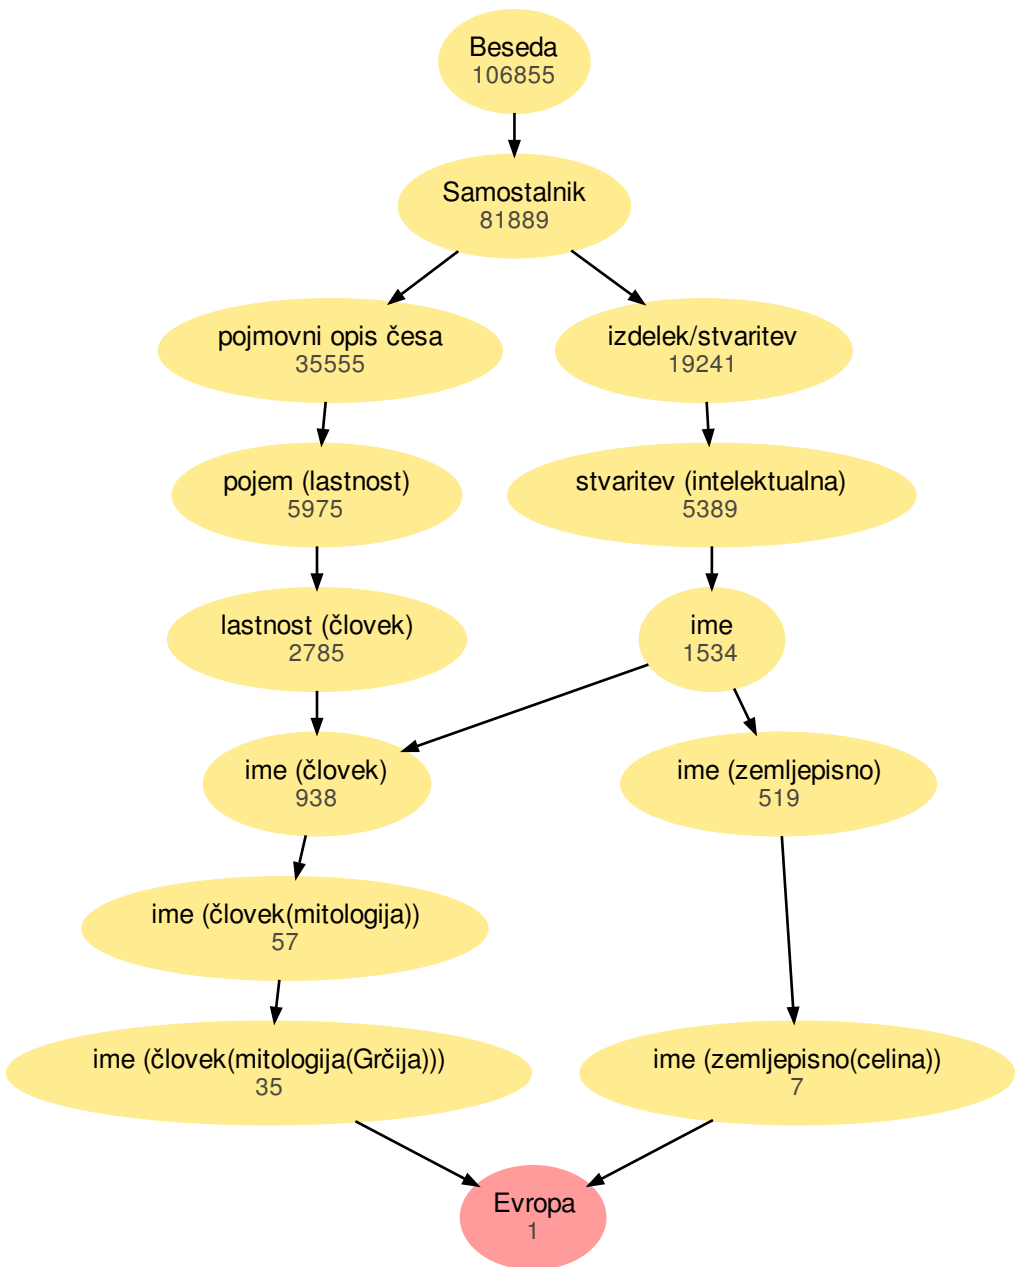 Beseda
106855
Samostalnik
81889
pojmovni opis česa
35555
izdelek/stvaritev
19241
pojem (lastnost)
5975
stvaritev (intelektualna)
5389
lastnost (človek)
2785
ime
1534
ime (človek)
938
ime (zemljepisno)
519
ime (človek(mitologija))
57
ime (človek(mitologija(Grčija)))
35
ime (zemljepisno(celina))
7
Evropa
1